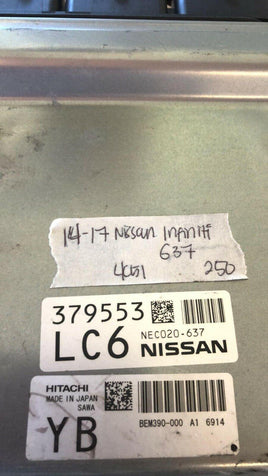 14-17 Nissan Infiniti
637
4051 250
379553
LC6 NEC020-637
NISSAN
HITACHI
MADE IN JAPAN
SAWA
YB BEM390-000 A1 6914